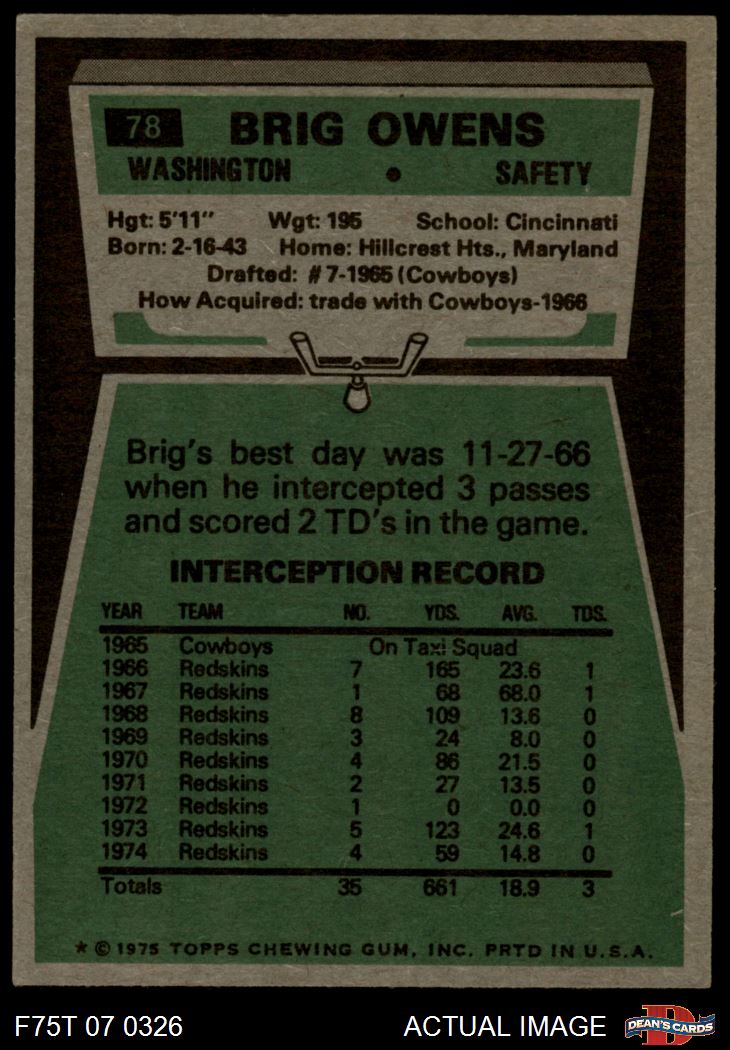 78 BRIG OWENS
WASHINGTON • SAFETY
Hgt: 5'11" Wgt: 195 School: Cincinnati
Born: 2-16-43 Home: Hillcrest Hts., Maryland
Drafted: #7-1965 (Cowboys)
How Acquired: trade with Cowboys-1966
Brig's best day was 11-27-66
when he intercepted 3 passes
and scored 2 TD's in the game.
INTERCEPTION RECORD
YEAR TEAM NO. YDS. AVG. TDS.
1965 Cowboys On Taxi Squad
1966 Redskins 7 165 23.6 1
1967 Redskins 1 68 68.0 1
1968 Redskins 8 109 13.6 0
1969 Redskins 3 24 8.0 0
1970 Redskins 4 86 21.5 0
1971 Redskins 2 27 13.5 0
1972 Redskins 1 0 0.0 0
1973 Redskins 5 123 24.6 1
1974 Redskins 4 59 14.8 0
Totals 35 661 18.9 3
★ © 1975 TOPPS CHEWING GUM, INC. PRTD IN U.S.A.
F75T 07 0326 ACTUAL IMAGE D DEAN'S CARDS